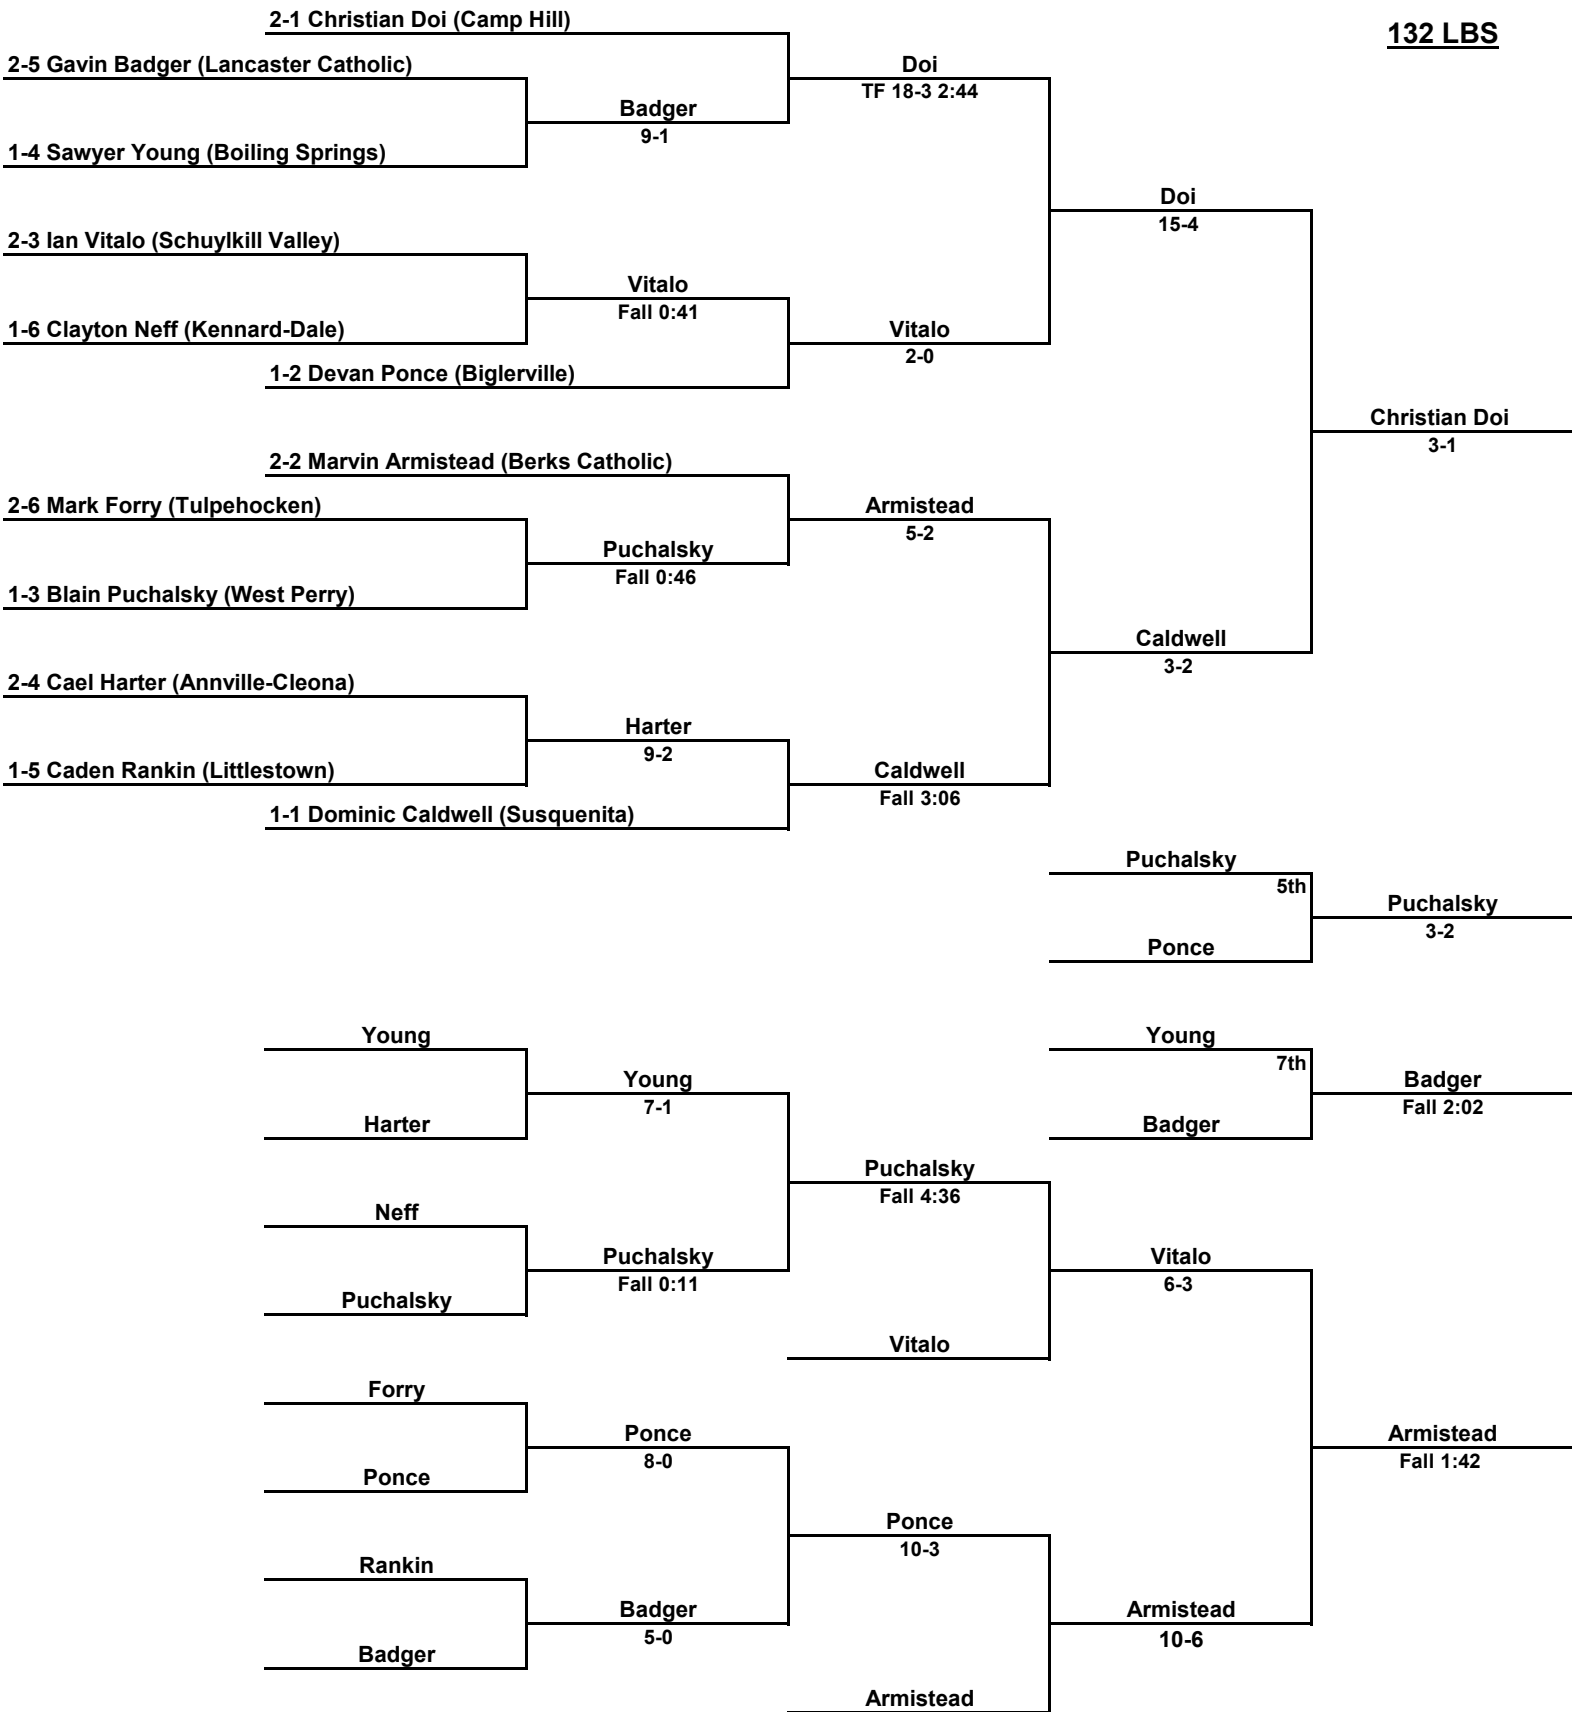 2-1 Christian Doi (Camp Hill)
132 LBS
2-5 Gavin Badger (Lancaster Catholic)
Doi
TF 18-3 2:44
Badger
9-1
1-4 Sawyer Young (Boiling Springs)
Doi
15-4
2-3 Ian Vitalo (Schuylkill Valley)
Vitalo
Fall 0:41
1-6 Clayton Neff (Kennard-Dale)
Vitalo
2-0
1-2 Devan Ponce (Biglerville)
Christian Doi
3-1
2-2 Marvin Armistead (Berks Catholic)
2-6 Mark Forry (Tulpehocken)
Armistead
5-2
Puchalsky
Fall 0:46
1-3 Blain Puchalsky (West Perry)
Caldwell
3-2
2-4 Cael Harter (Annville-Cleona)
Harter
9-2
1-5 Caden Rankin (Littlestown)
Caldwell
Fall 3:06
1-1 Dominic Caldwell (Susquenita)
Puchalsky
5th
Puchalsky
3-2
Ponce
Young
Young
7th
Young
7-1
Badger
Fall 2:02
Harter
Badger
Puchalsky
Fall 4:36
Neff
Puchalsky
Fall 0:11
Vitalo
6-3
Puchalsky
Vitalo
Forry
Ponce
8-0
Armistead
Fall 1:42
Ponce
Ponce
10-3
Rankin
Badger
5-0
Armistead
10-6
Badger
Armistead